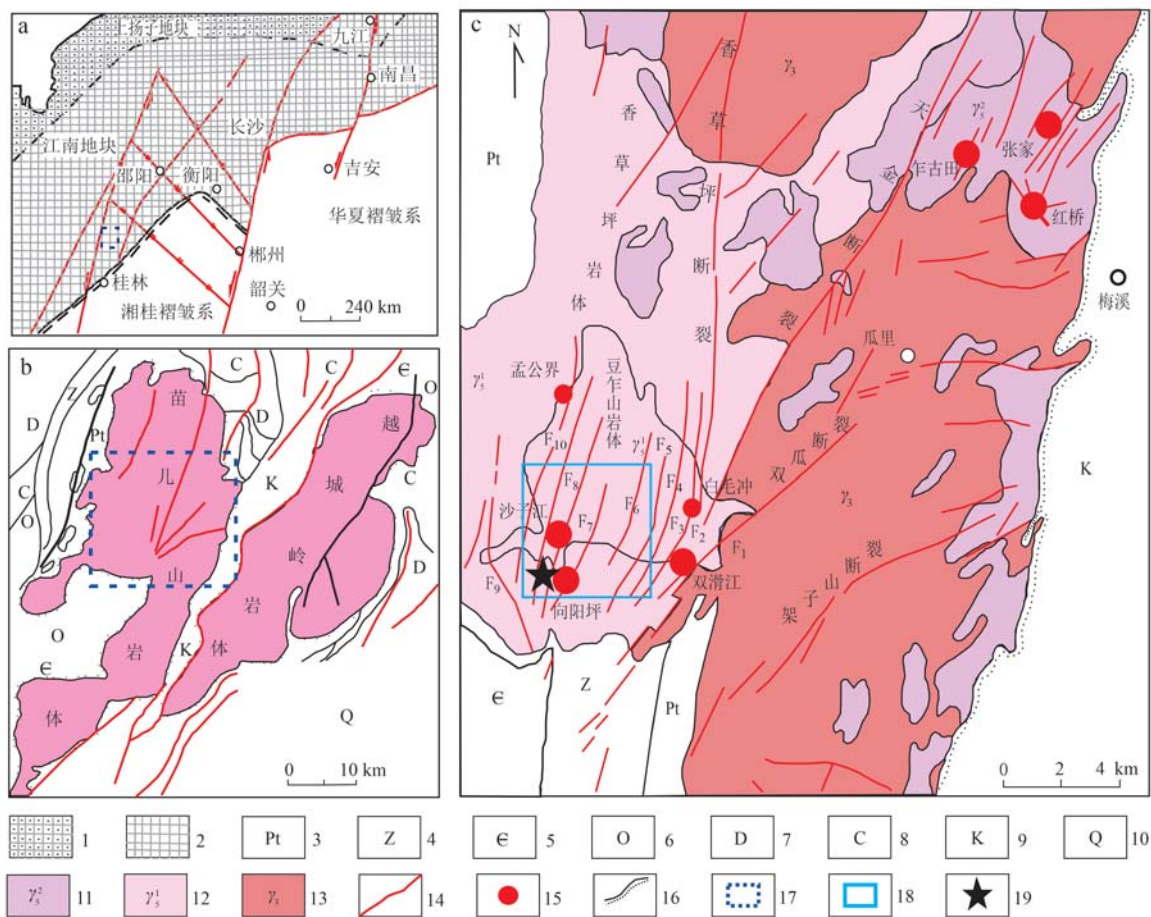 a
上扬子地块
九江
南昌
长沙
江南地块
邵阳
衡阳
吉安
华夏褶皱系
郴州
桂林
韶关
湘桂褶皱系
0 240 km
b
苗
儿
山
岩
体
越
城
岭
岩
体
Z
C
C
Є
O
D
D
Pt
K
C
C
O
D
O
Є
K
Q
0 10 km
c
N
Pt
香
草
坪
岩
体
香
草
坪
断
裂
γ₃
天
金
断
裂
γ₅²
张家
乍古田
红桥
梅溪
瓜里
γ₅¹
孟公界
豆乍山岩体
γ₅¹
F₁₀
F₅
F₈
F₄
F₆
白毛冲
沙子江
F₇
F₃
F₂
F₁
F₉
向阳坪
双滑江
双瓜断裂
γ₃
架子山断裂
K
Є
Z
Pt
0 2 4 km
1
2
Pt 3
Z 4
Є 5
O 6
D 7
C 8
K 9
Q 10
γ₅² 11
γ₅¹ 12
γ₃ 13
14
15
16
17
18
19